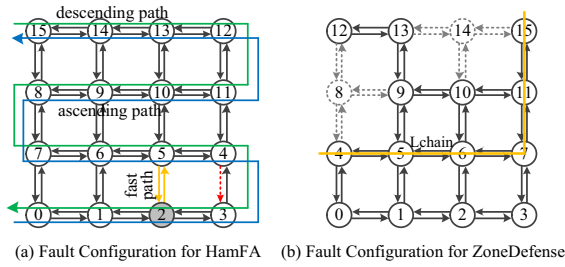 descending path
15 14 13 12
8 9 10 11
ascending path
7 6 5 4
fast path
0 1 2 3
(a) Fault Configuration for HamFA
12 13 14 15
8 9 10 11
Lchain
4 5 6 7
0 1 2 3
(b) Fault Configuration for ZoneDefense